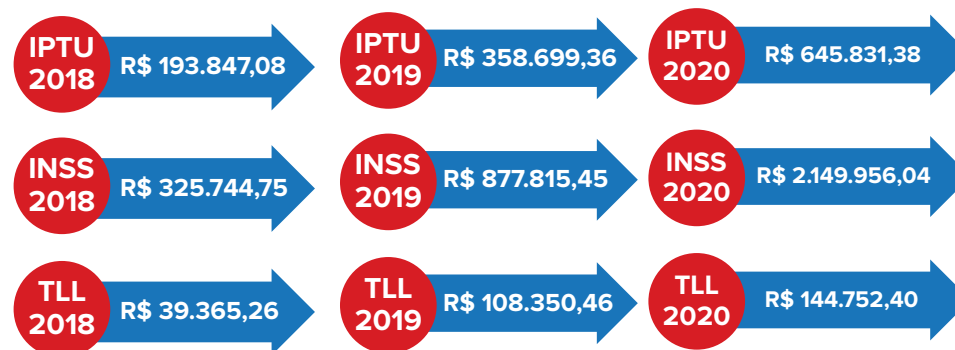 IPTU
2018
R$ 193.847,08
IPTU
2019
R$ 358.699,36
IPTU
2020
R$ 645.831,38
INSS
2018
R$ 325.744,75
INSS
2019
R$ 877.815,45
INSS
2020
R$ 2.149.956,04
TLL
2018
R$ 39.365,26
TLL
2019
R$ 108.350,46
TLL
2020
R$ 144.752,40